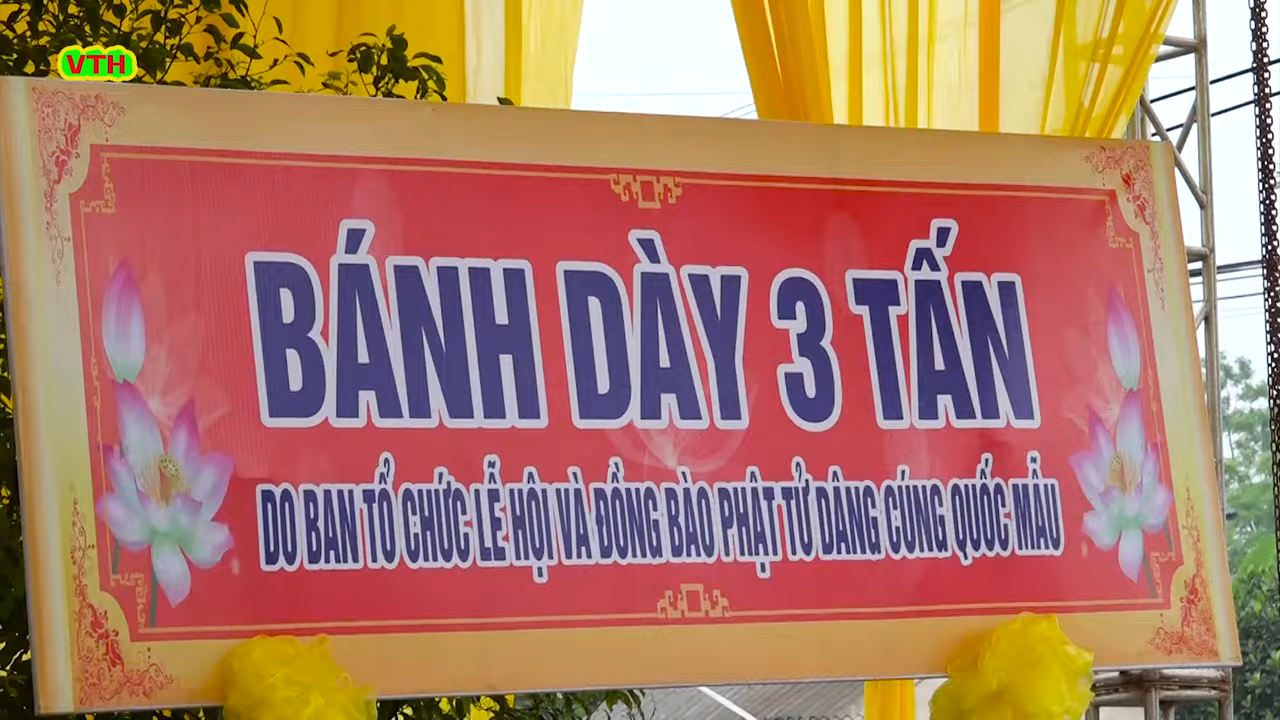 VTH
BÁNH DÀY 3 TẤN
DO BAN TỔ CHỨC LỄ HỘI VÀ ĐỒNG BÀO PHẬT TỬ DÂNG CÚNG QUỐC MẪU